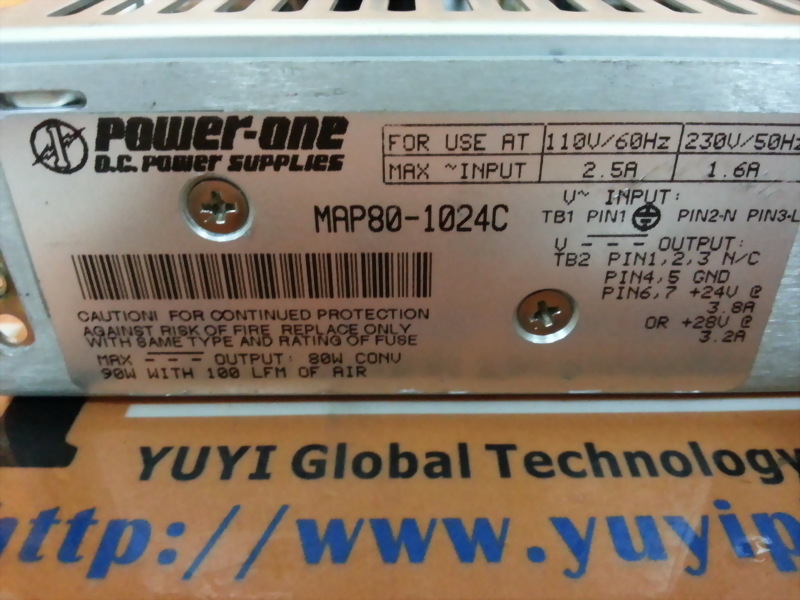 POWER-ONE
D.C. POWER SUPPLIES
FOR USE AT 110V/60Hz 230V/50Hz
MAX ~INPUT 2.5A 1.6A
MAP80-1024C
V~ INPUT:
TB1 PIN1 PIN2-N PIN3-L
V OUTPUT:
TB2 PIN1,2,3 N/C
PIN4,5 GND
PIN6,7 +24V @
3.8A
OR +28V @
3.2A
CAUTION! FOR CONTINUED PROTECTION
AGAINST RISK OF FIRE REPLACE ONLY
WITH SAME TYPE AND RATING OF FUSE
MAX OUTPUT: 80W CONV
90W WITH 100 LFM OF AIR
YUYI Global Technology
http://www.yuyip